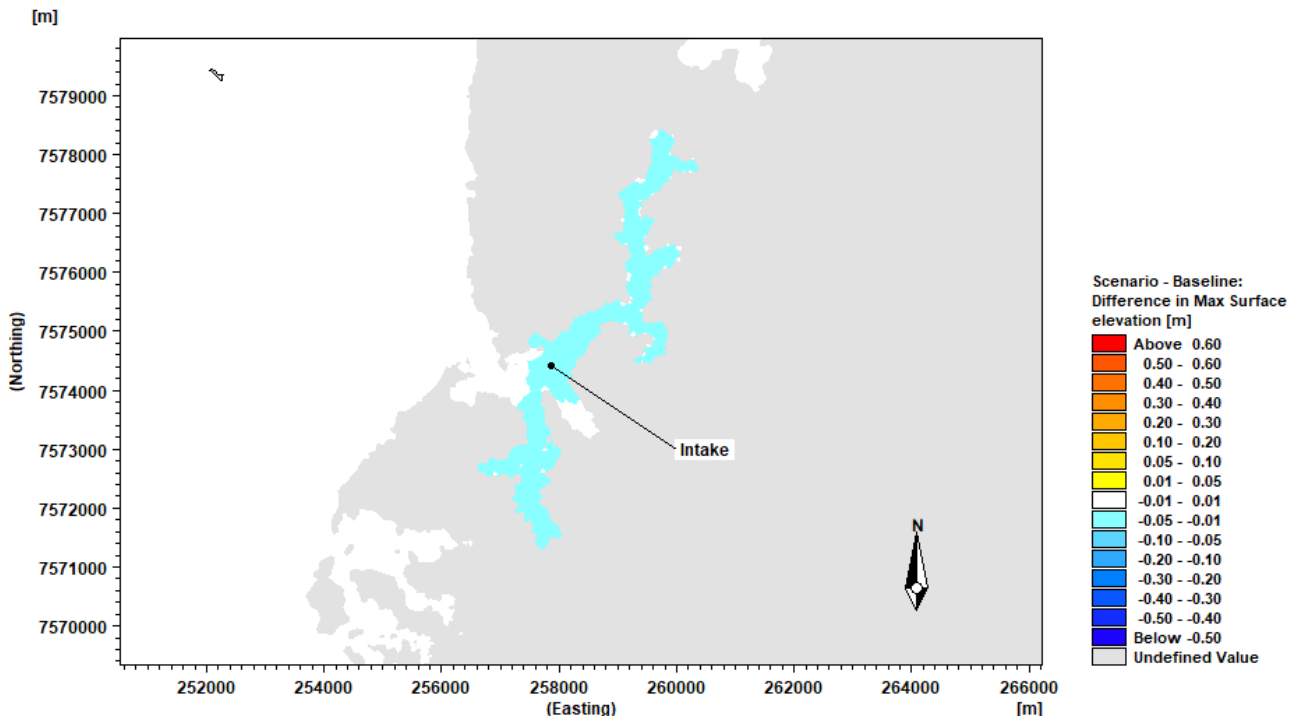 [m]
7579000
7578000
7577000
7576000
7575000
7574000
7573000
7572000
7571000
7570000
(Northing)
Intake
N
252000 254000 256000 258000 260000 262000 264000 266000
(Easting) [m]
Scenario - Baseline:
Difference in Max Surface
elevation [m]
Above 0.60
0.50 - 0.60
0.40 - 0.50
0.30 - 0.40
0.20 - 0.30
0.10 - 0.20
0.05 - 0.10
0.01 - 0.05
-0.01 - 0.01
-0.05 - -0.01
-0.10 - -0.05
-0.20 - -0.10
-0.30 - -0.20
-0.40 - -0.30
-0.50 - -0.40
Below -0.50
Undefined Value